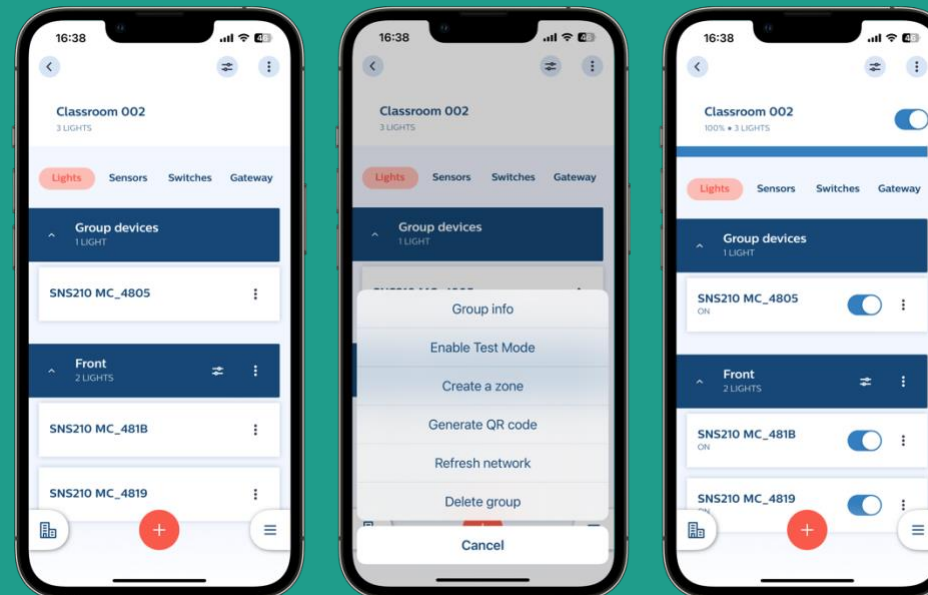 16:38
46
Classroom 002
3 LIGHTS
Lights Sensors Switches Gateway
Group devices
1 LIGHT
SNS210 MC_4805
Front
2 LIGHTS
SNS210 MC_481B
SNS210 MC_4819
16:38
46
Classroom 002
3 LIGHTS
Lights Sensors Switches Gateway
Group devices
1 LIGHT
Group info
Enable Test Mode
Create a zone
Generate QR code
Refresh network
Delete group
Cancel
16:38
46
Classroom 002
100% • 3 LIGHTS
Lights Sensors Switches Gateway
Group devices
1 LIGHT
SNS210 MC_4805
ON
Front
2 LIGHTS
SNS210 MC_481B
ON
SNS210 MC_4819